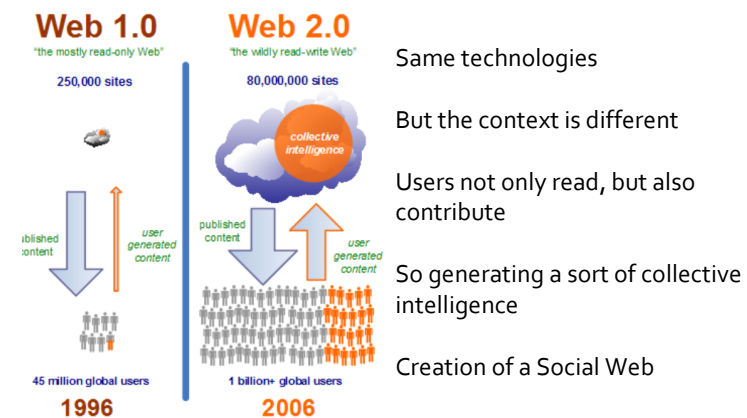 Web 1.0
"the mostly read-only Web"
250,000 sites
published
content
user
generated
content
45 million global users
1996
Web 2.0
"the wildly read-write Web"
80,000,000 sites
collective
intelligence
published
content
user
generated
content
1 billion+ global users
2006
Same technologies
But the context is different
Users not only read, but also
contribute
So generating a sort of collective
intelligence
Creation of a Social Web